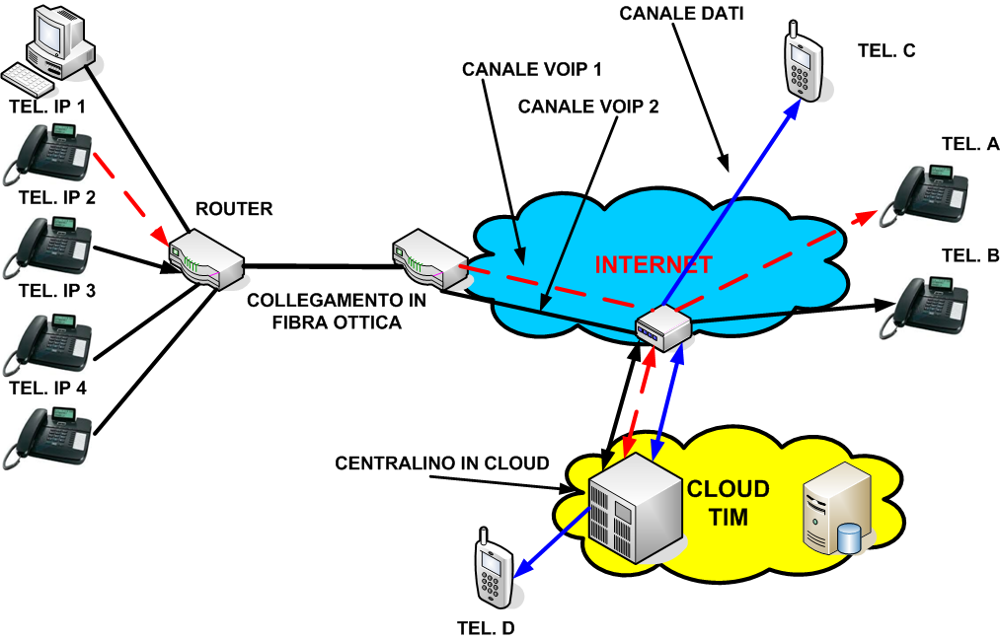 CANALE DATI
TEL. C
CANALE VOIP 1
CANALE VOIP 2
TEL. IP 1
TEL. A
TEL. IP 2
ROUTER
TEL. B
INTERNET
TEL. IP 3
COLLEGAMENTO IN
FIBRA OTTICA
TEL. IP 4
CENTRALINO IN CLOUD
CLOUD
TIM
TEL. D